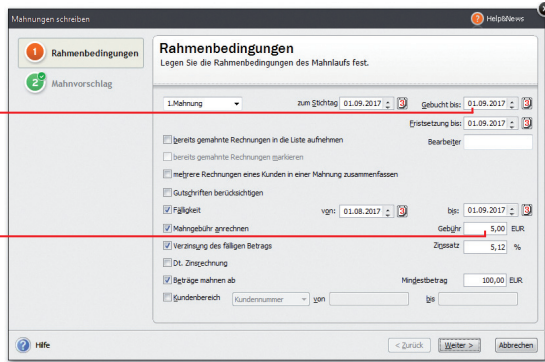 Mahnungen schreiben Help&News
1 Rahmenbedingungen
2 Mahnvorschlag
Rahmenbedingungen
Legen Sie die Rahmenbedingungen des Mahnlaufs fest.
1.Mahnung zum Stichtag 01.09.2017 Gebucht bis: 01.09.2017
Fristsetzung bis: 01.09.2017
bereits gemahnte Rechnungen in die Liste aufnehmen Bearbeiter
bereits gemahnte Rechnungen markieren
mehrere Rechnungen eines Kunden in einer Mahnung zusammenfassen
Gutschriften berücksichtigen
Fälligkeit von: 01.08.2017 bis: 01.09.2017
Mahngebühr anrechnen Gebühr 5,00 EUR
Verzinsung des fälligen Betrags Zinssatz 5,12 %
Dt. Zinsrechnung
Beträge mahnen ab Mindestbetrag 100,00 EUR
Kundenbereich Kundennummer von bis
Hilfe < Zurück Weiter > Abbrechen